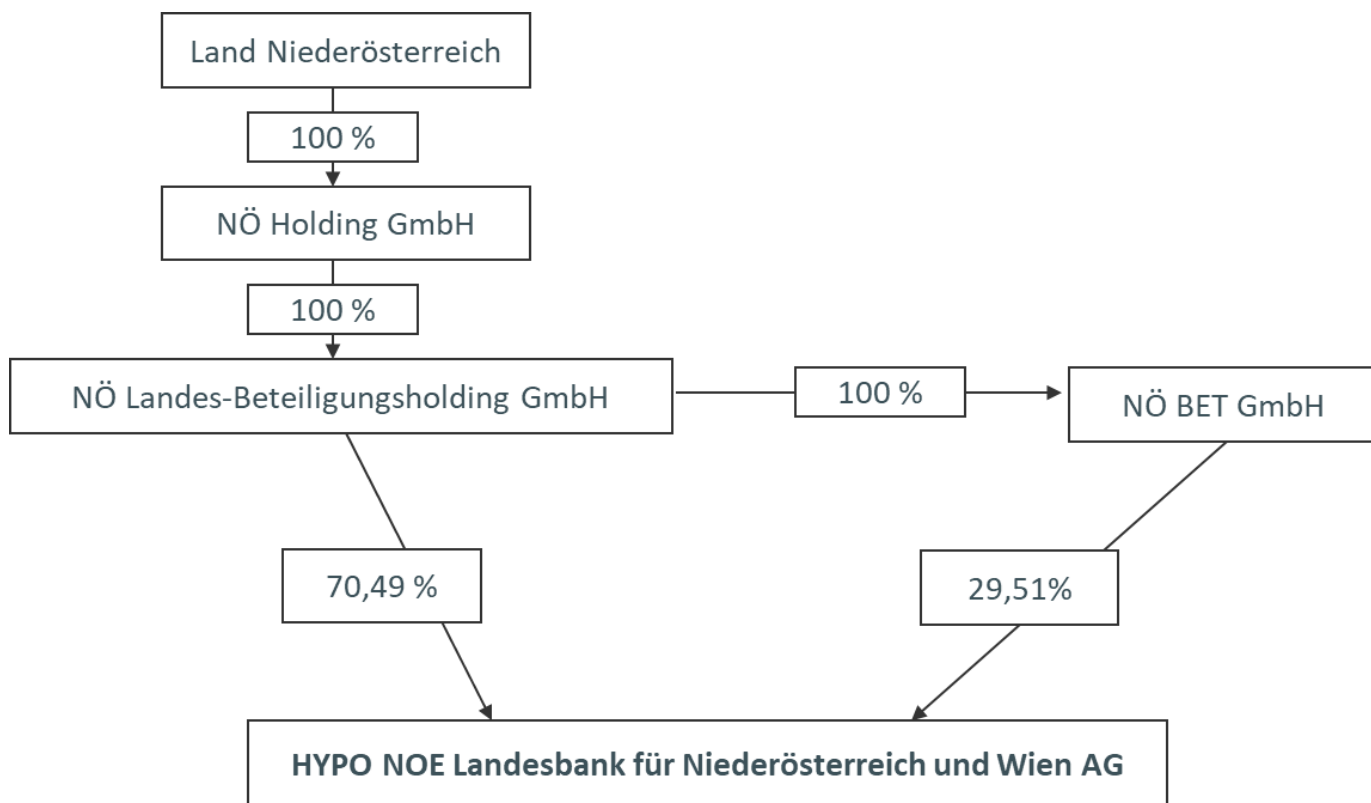 Land Niederösterreich
100 %
NÖ Holding GmbH
100 %
NÖ Landes-Beteiligungsholding GmbH
100 %
NÖ BET GmbH
70,49 %
29,51%
HYPO NOE Landesbank für Niederösterreich und Wien AG